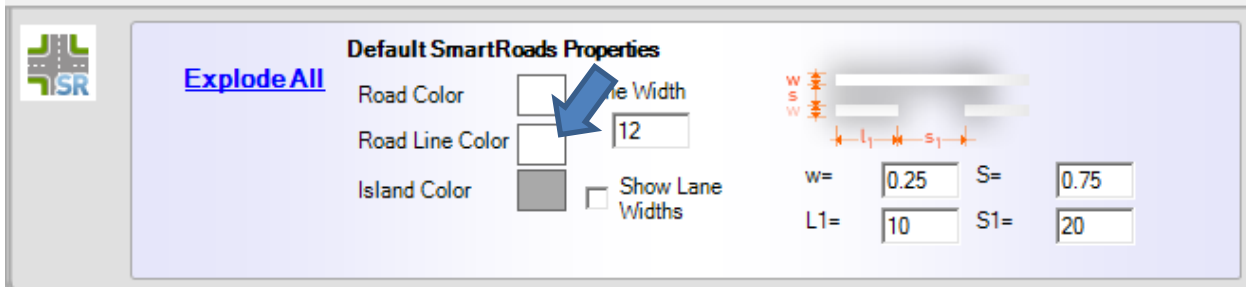 SR
Explode All
Default SmartRoads Properties
Road Color
Width
Road Line Color
12
Island Color
Show Lane
Widths
w
s
w
l1
s1
w=
0.25
S=
0.75
L1=
10
S1=
20